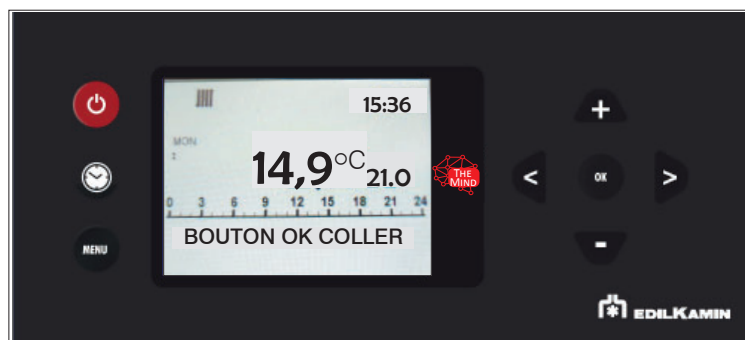 15:36
MON
14,9°C 21.0
THE
MIND
0 3 6 9 12 15 18 21 24
BOUTON OK COLLER
MENU
+
< OK >
-
EDILKAMIN